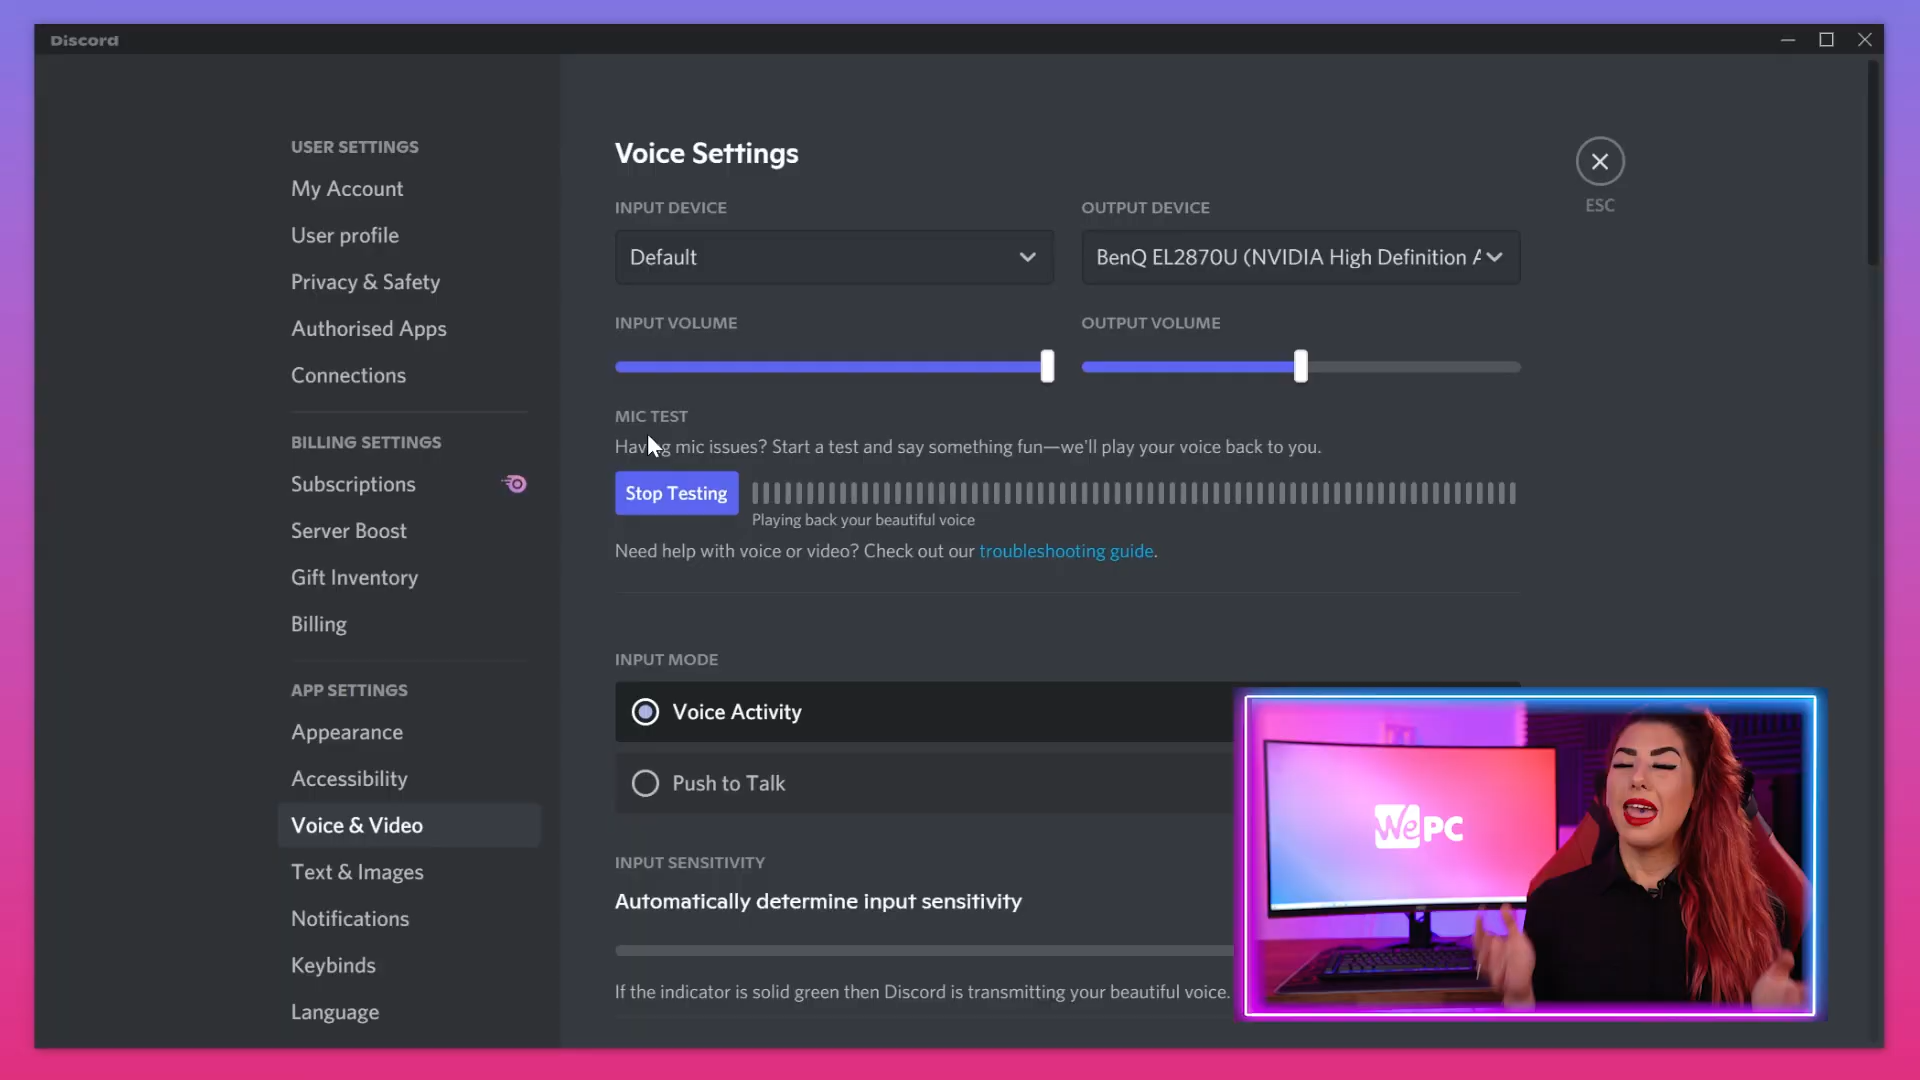 Discord
USER SETTINGS
My Account
User profile
Privacy & Safety
Authorised Apps
Connections
BILLING SETTINGS
Subscriptions
Server Boost
Gift Inventory
Billing
APP SETTINGS
Appearance
Accessibility
Voice & Video
Text & Images
Notifications
Keybinds
Language
Voice Settings
ESC
INPUT DEVICE
OUTPUT DEVICE
Default
BenQ EL2870U (NVIDIA High Definition A
INPUT VOLUME
OUTPUT VOLUME
MIC TEST
Having mic issues? Start a test and say something fun—we'll play your voice back to you.
Stop Testing
Playing back your beautiful voice
Need help with voice or video? Check out our troubleshooting guide.
INPUT MODE
Voice Activity
Push to Talk
INPUT SENSITIVITY
Automatically determine input sensitivity
If the indicator is solid green then Discord is transmitting your beautiful voice.
WePC